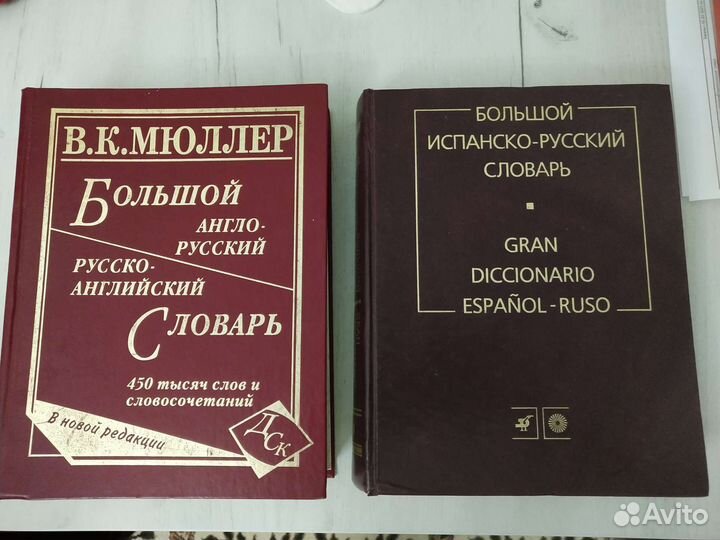 В.К.МЮЛЛЕР
БОЛЬШОЙ
АНГЛО-
РУССКИЙ
РУССКО-
АНГЛИЙСКИЙ
СЛОВАРЬ
450 тысяч слов и
словосочетаний
В новой редакции
ДСК
БОЛЬШОЙ
ИСПАНСКО-РУССКИЙ
СЛОВАРЬ
GRAN
DICCIONARIO
ESPAÑOL-RUSO
Avito